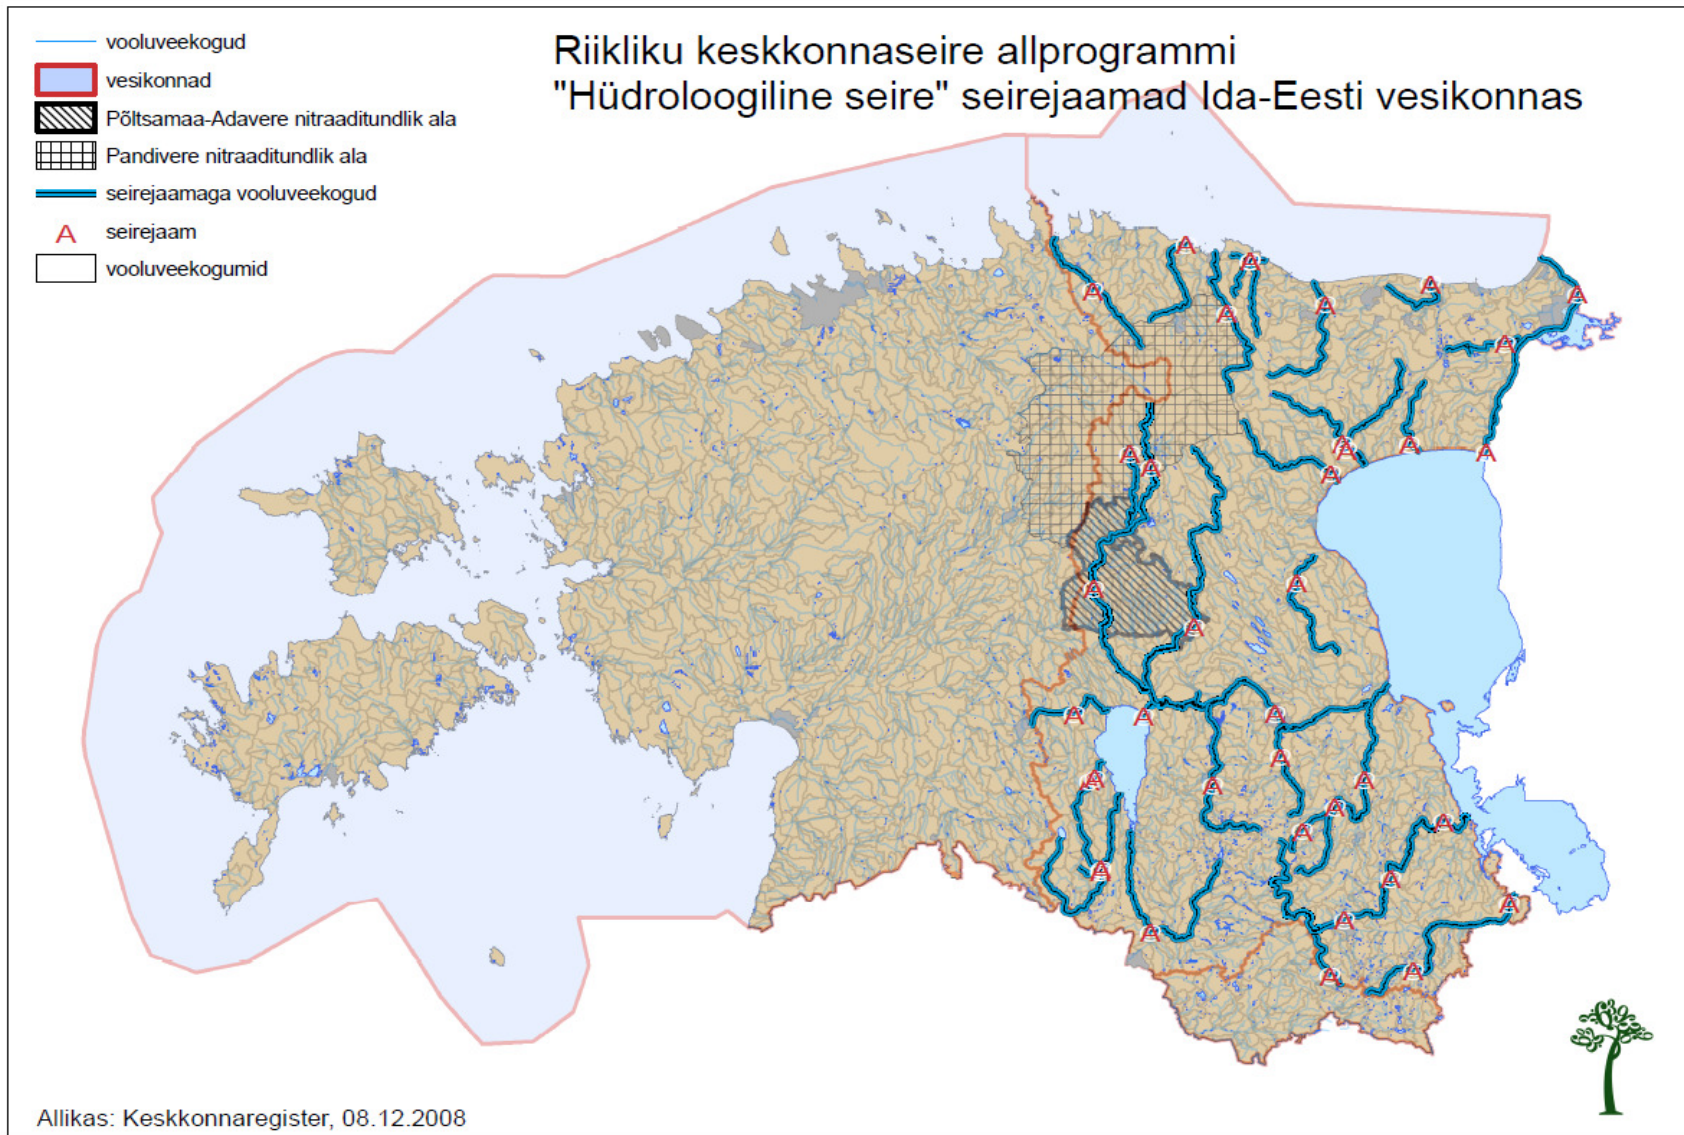 Riikliku keskkonnaseire allprogrammi
"Hüdroloogiline seire" seirejaamad Ida-Eesti vesikonnas
vooluveekogud
vesikonnad
Põltsamaa-Adavere nitraaditundlik ala
Pandivere nitraaditundlik ala
seirejaamaga vooluveekogud
A seirejaam
vooluveekogumid
Allikas: Keskkonnaregister, 08.12.2008